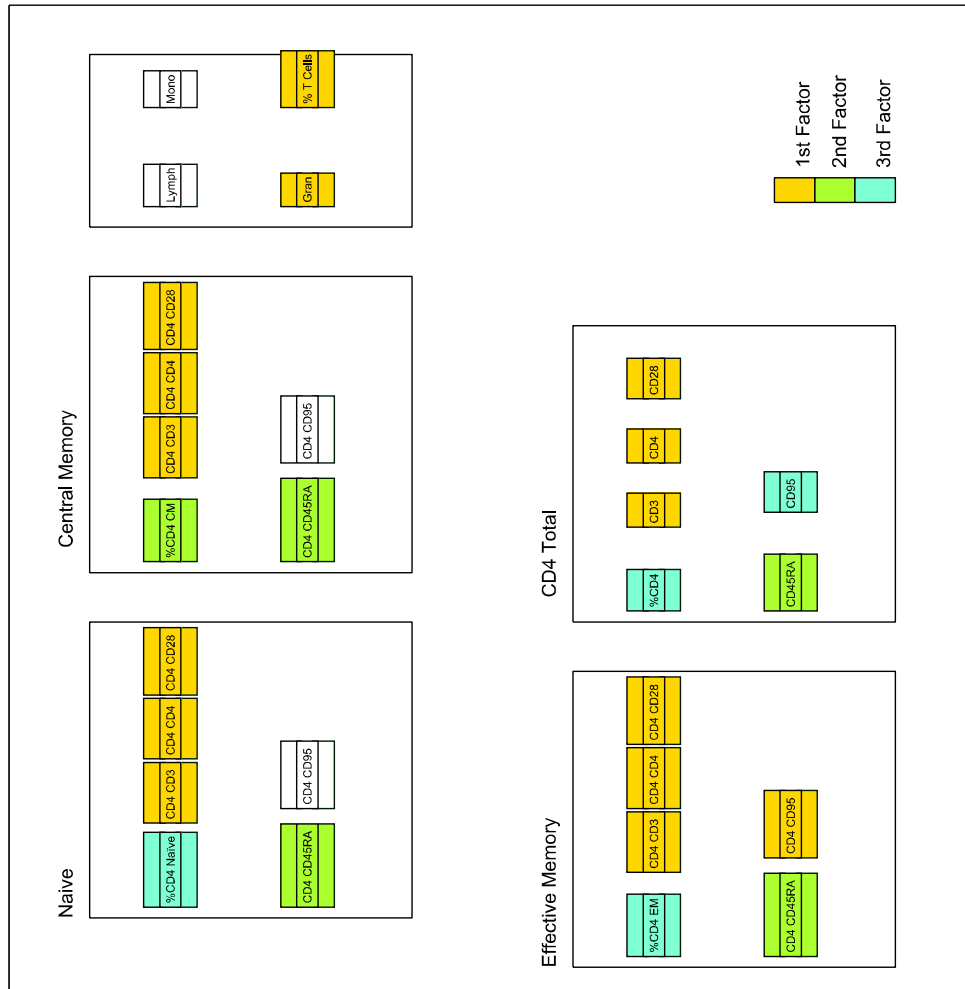 Naive
%CD4 Naïve
CD4 CD3
CD4 CD4
CD4 CD28
CD4 CD45RA
CD4 CD95
Central Memory
%CD4 CM
CD4 CD3
CD4 CD4
CD4 CD28
CD4 CD45RA
CD4 CD95
Lymph
Mono
Gran
% T Cells
Effective Memory
%CD4 EM
CD4 CD3
CD4 CD4
CD4 CD28
CD4 CD45RA
CD4 CD95
CD4 Total
%CD4
CD3
CD4
CD28
CD45RA
CD95
1st Factor
2nd Factor
3rd Factor